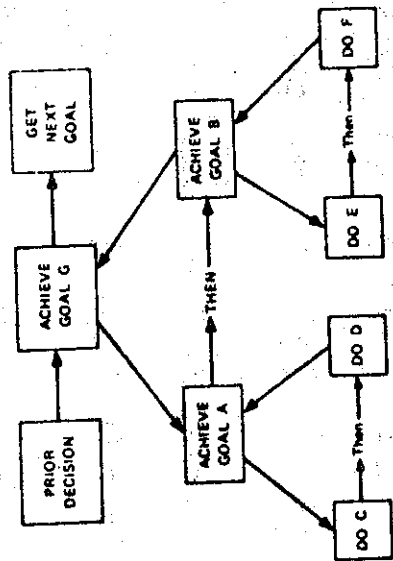 PRIOR
DECISION
ACHIEVE
GOAL G
GET
NEXT
GOAL
ACHIEVE
GOAL A
THEN
ACHIEVE
GOAL B
DO C
Then
DO D
DO E
Then
DO F